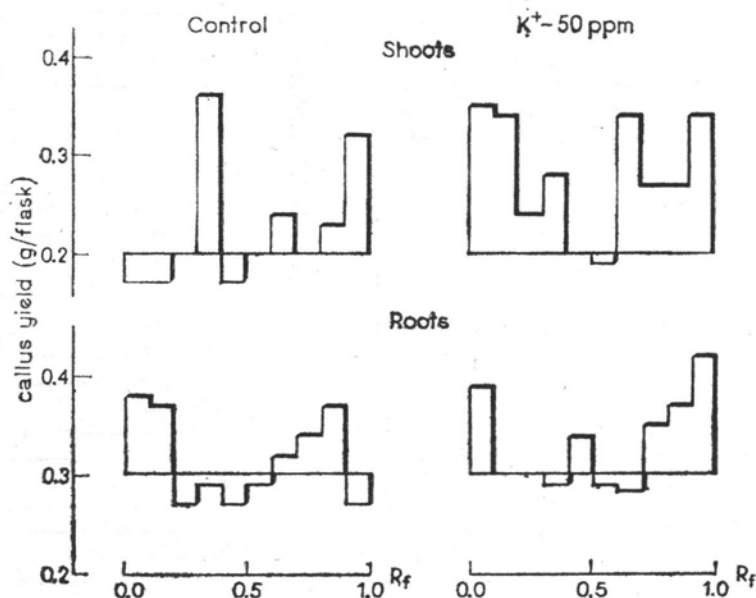 Control K⁺-50 ppm
Shoots
0.4
0.3
0.2
callus yield (g/flask)
Roots
0.4
0.3
0.2
0.0 0.5 1.0 Rf 0.0 0.5 1.0 Rf